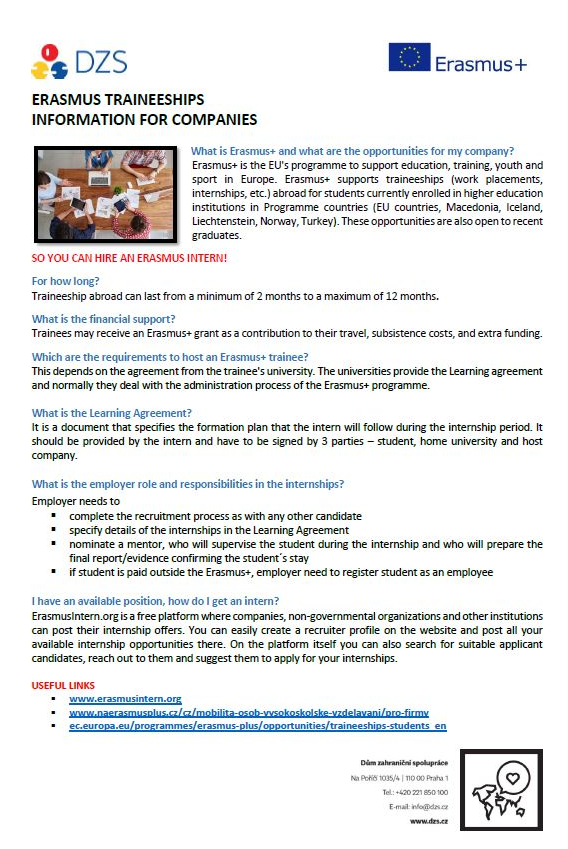 DZS
Erasmus+
ERASMUS TRAINEESHIPS
INFORMATION FOR COMPANIES
What is Erasmus+ and what are the opportunities for my company?
Erasmus+ is the EU's programme to support education, training, youth and
sport in Europe. Erasmus+ supports traineeships (work placements,
internships, etc.) abroad for students currently enrolled in higher education
institutions in Programme countries (EU countries, Macedonia, Iceland,
Liechtenstein, Norway, Turkey). These opportunities are also open to recent
graduates.
SO YOU CAN HIRE AN ERASMUS INTERN!
For how long?
Traineeship abroad can last from a minimum of 2 months to a maximum of 12 months.
What is the financial support?
Trainees may receive an Erasmus+ grant as a contribution to their travel, subsistence costs, and extra funding.
Which are the requirements to host an Erasmus+ trainee?
This depends on the agreement from the trainee's university. The universities provide the Learning agreement
and normally they deal with the administration process of the Erasmus+ programme.
What is the Learning Agreement?
It is a document that specifies the formation plan that the intern will follow during the internship period. It
should be provided by the intern and have to be signed by 3 parties – student, home university and host
company.
What is the employer role and responsibilities in the internships?
Employer needs to
▪ complete the recruitment process as with any other candidate
▪ specify details of the internships in the Learning Agreement
▪ nominate a mentor, who will supervise the student during the internship and who will prepare the
final report/evidence confirming the student´s stay
▪ if student is paid outside the Erasmus+, employer need to register student as an employee
I have an available position, how do I get an intern?
ErasmusIntern.org is a free platform where companies, non-governmental organizations and other institutions
can post their internship offers. You can easily create a recruiter profile on the website and post all your
available internship opportunities there. On the platform itself you can also search for suitable applicant
candidates, reach out to them and suggest them to apply for your internships.
USEFUL LINKS
▪ www.erasmusintern.org
▪ www.naerasmusplus.cz/cz/mobilita-osob-vysokoskolske-vzdelavani/pro-firmy
▪ ec.europa.eu/programmes/erasmus-plus/opportunities/traineeships-students_en
Dům zahraniční spolupráce
Na Poříčí 1035/4 | 110 00 Praha 1
Tel.: +420 221 850 100
E-mail: info@dzs.cz
www.dzs.cz